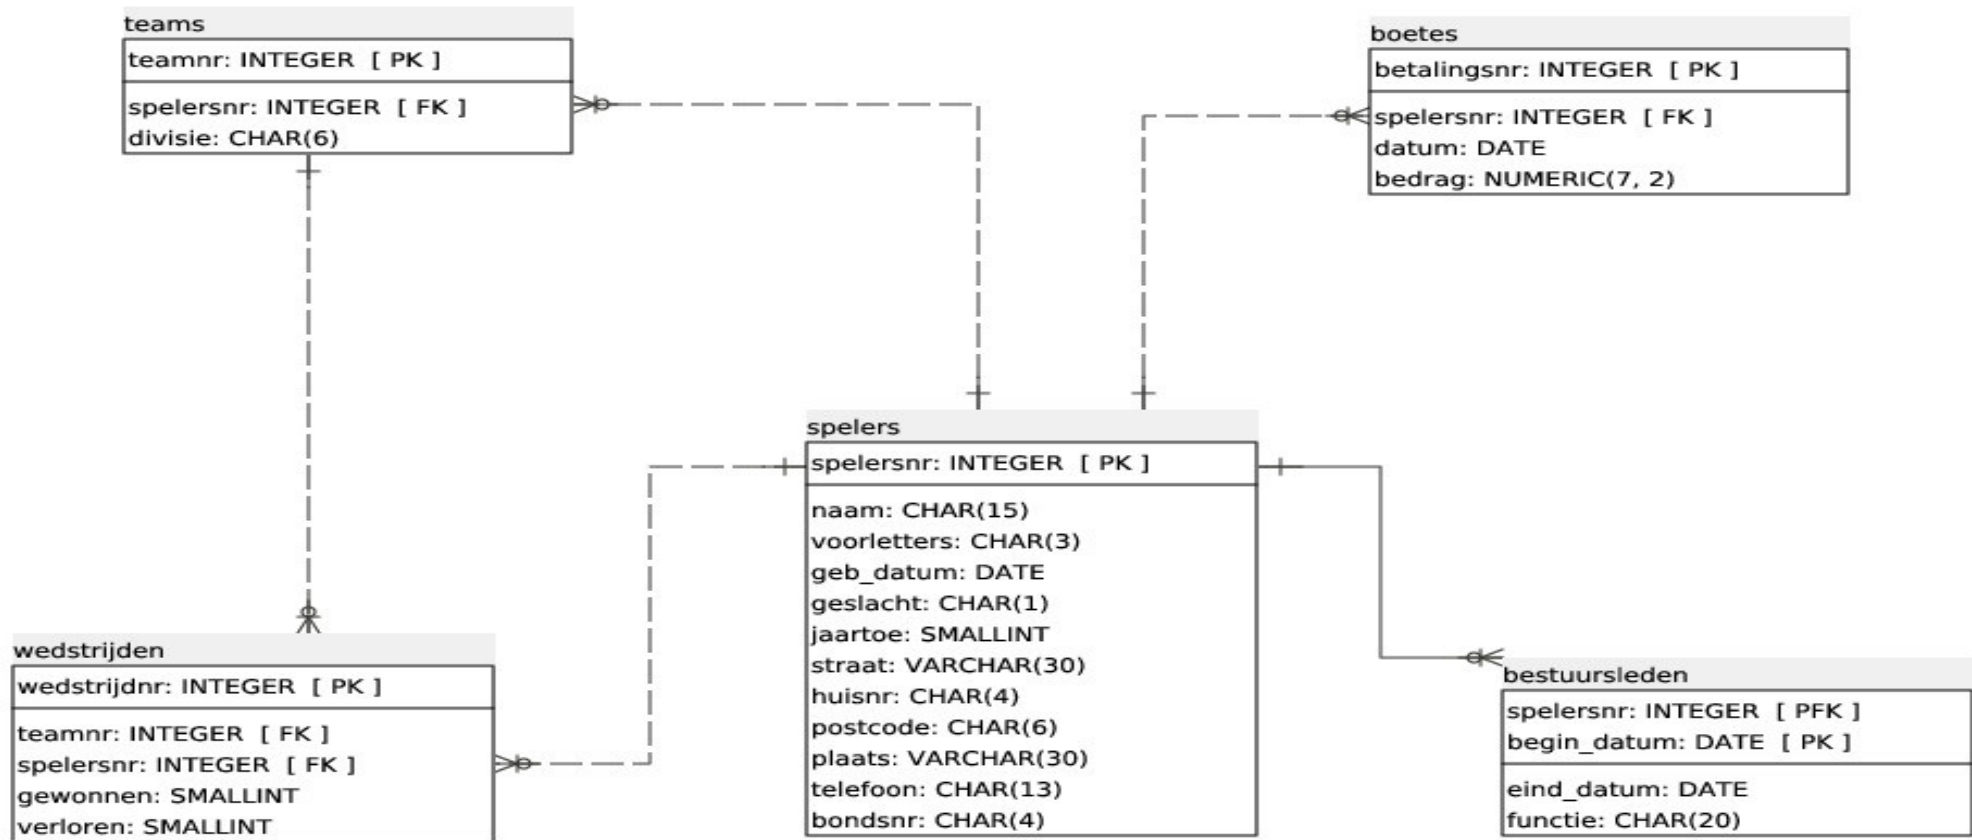 teams
teamnr: INTEGER [ PK ]
spelersnr: INTEGER [ FK ]
divisie: CHAR(6)
boetes
betalingsnr: INTEGER [ PK ]
spelersnr: INTEGER [ FK ]
datum: DATE
bedrag: NUMERIC(7, 2)
spelers
spelersnr: INTEGER [ PK ]
naam: CHAR(15)
voorletters: CHAR(3)
geb_datum: DATE
geslacht: CHAR(1)
jaartoe: SMALLINT
straat: VARCHAR(30)
huisnr: CHAR(4)
postcode: CHAR(6)
plaats: VARCHAR(30)
telefoon: CHAR(13)
bondsnr: CHAR(4)
wedstrijden
wedstrijdnr: INTEGER [ PK ]
teamnr: INTEGER [ FK ]
spelersnr: INTEGER [ FK ]
gewonnen: SMALLINT
verloren: SMALLINT
bestuursleden
spelersnr: INTEGER [ PFK ]
begin_datum: DATE [ PK ]
eind_datum: DATE
functie: CHAR(20)